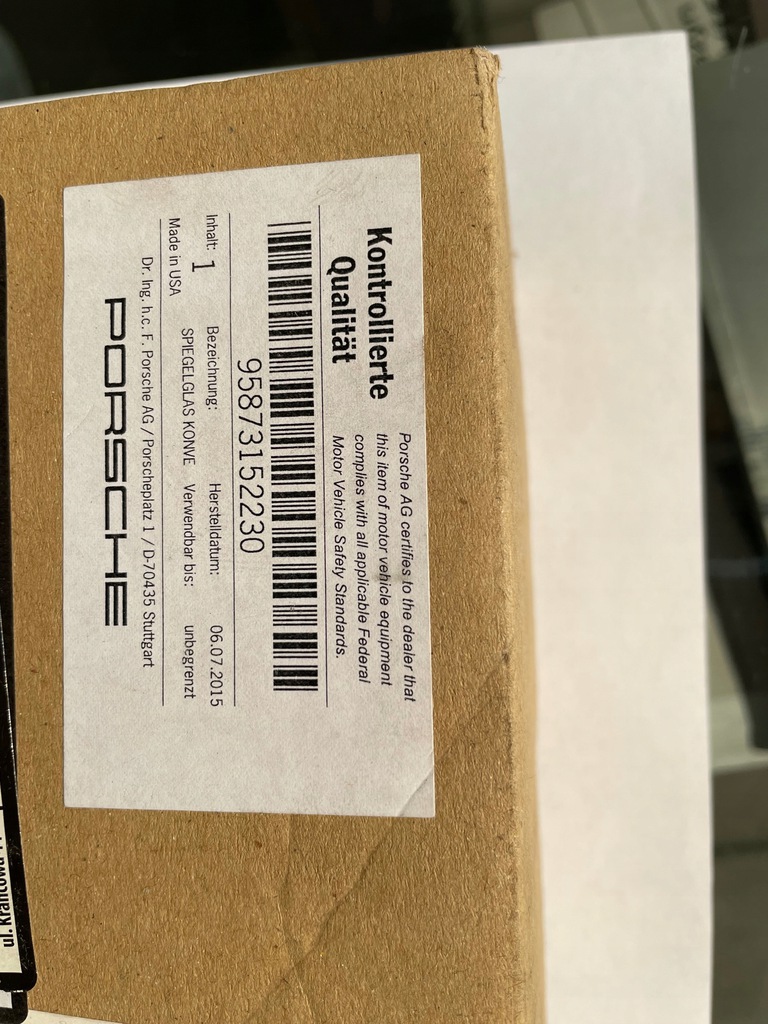 Kontrollierte
Qualität
Porsche AG certifies to the dealer that
this item of motor vehicle equipment
complies with all applicable Federal
Motor Vehicle Safety Standards.
95873152230
Inhalt: 1 Bezeichnung: Herstelldatum: 06.07.2015
SPIEGELGLAS KONVE Verwendbar bis: unbegrenzt
Made in USA
Dr. Ing. h.c. F. Porsche AG / Porscheplatz 1 / D-70435 Stuttgart
PORSCHE